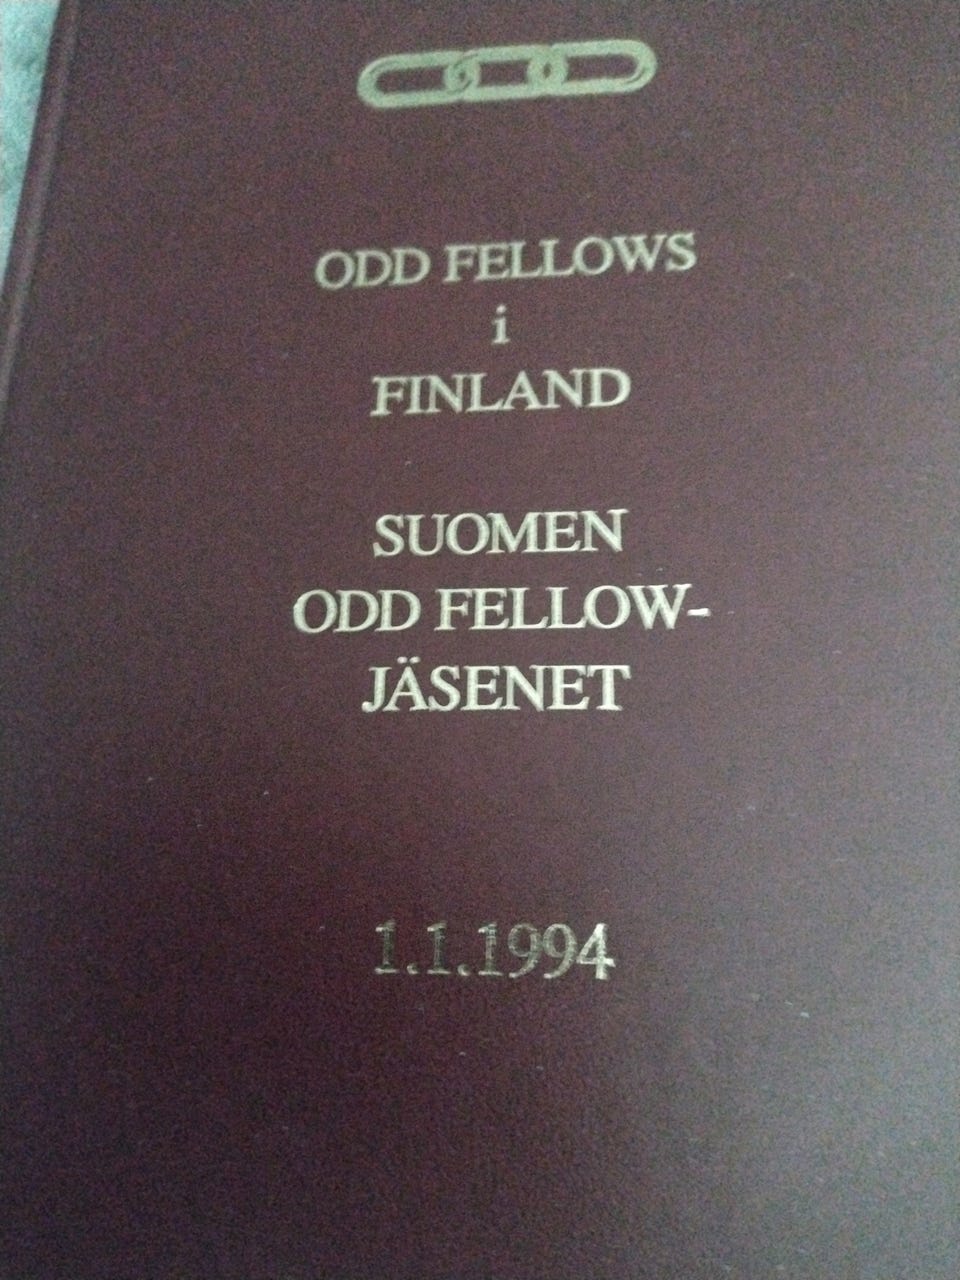 ODD FELLOWS
i
FINLAND
SUOMEN
ODD FELLOW-
JÄSENET
1.1.1994